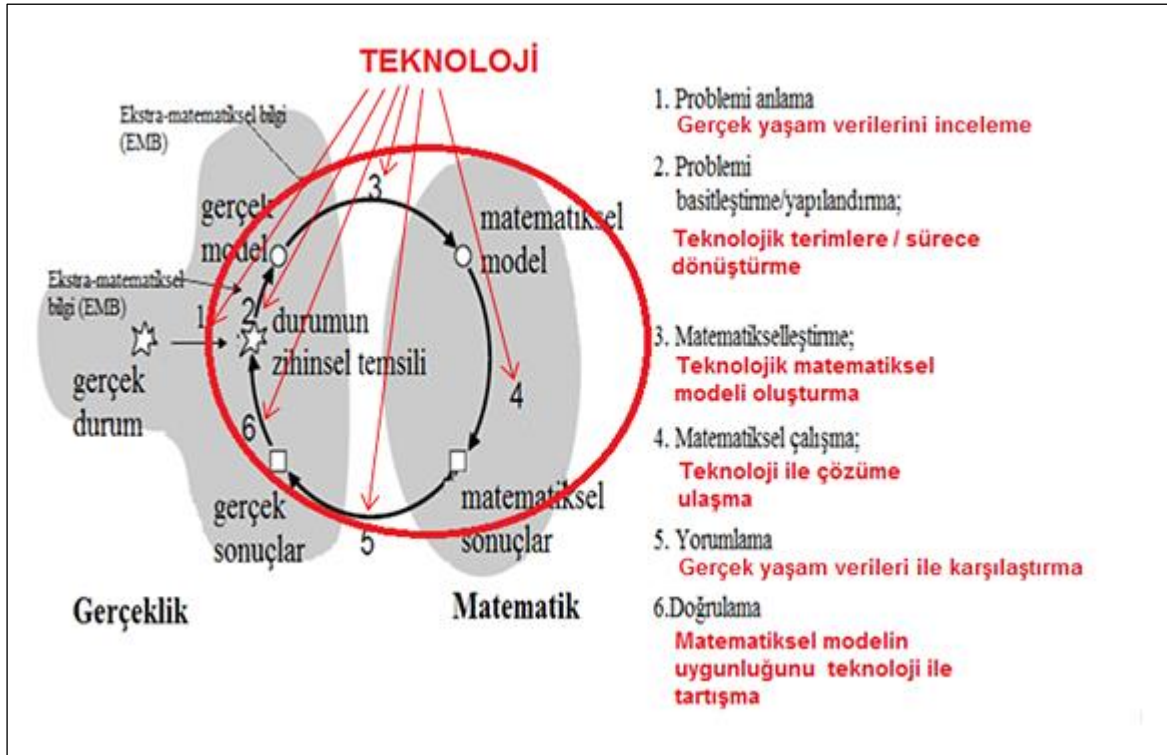 TEKNOLOJİ
Ekstra-matematiksel bilgi
(EMB)
gerçek
model
3
matematiksel
model
Ekstra-matematiksel
bilgi (EMB)
1
2
durumun
zihinsel temsili
gerçek
durum
4
6
gerçek
sonuçlar
5
matematiksel
sonuçlar
Gerçeklik
Matematik
1. Problemi anlama
Gerçek yaşam verilerini inceleme
2. Problemi
basitleştirme/yapılandırma;
Teknolojik terimlere / sürece
dönüştürme
3. Matematikselleştirme;
Teknolojik matematiksel
modeli oluşturma
4. Matematiksel çalışma;
Teknoloji ile çözüme
ulaşma
5. Yorumlama
Gerçek yaşam verileri ile karşılaştırma
6.Doğrulama
Matematiksel modelin
uygunluğunu teknoloji ile
tartışma